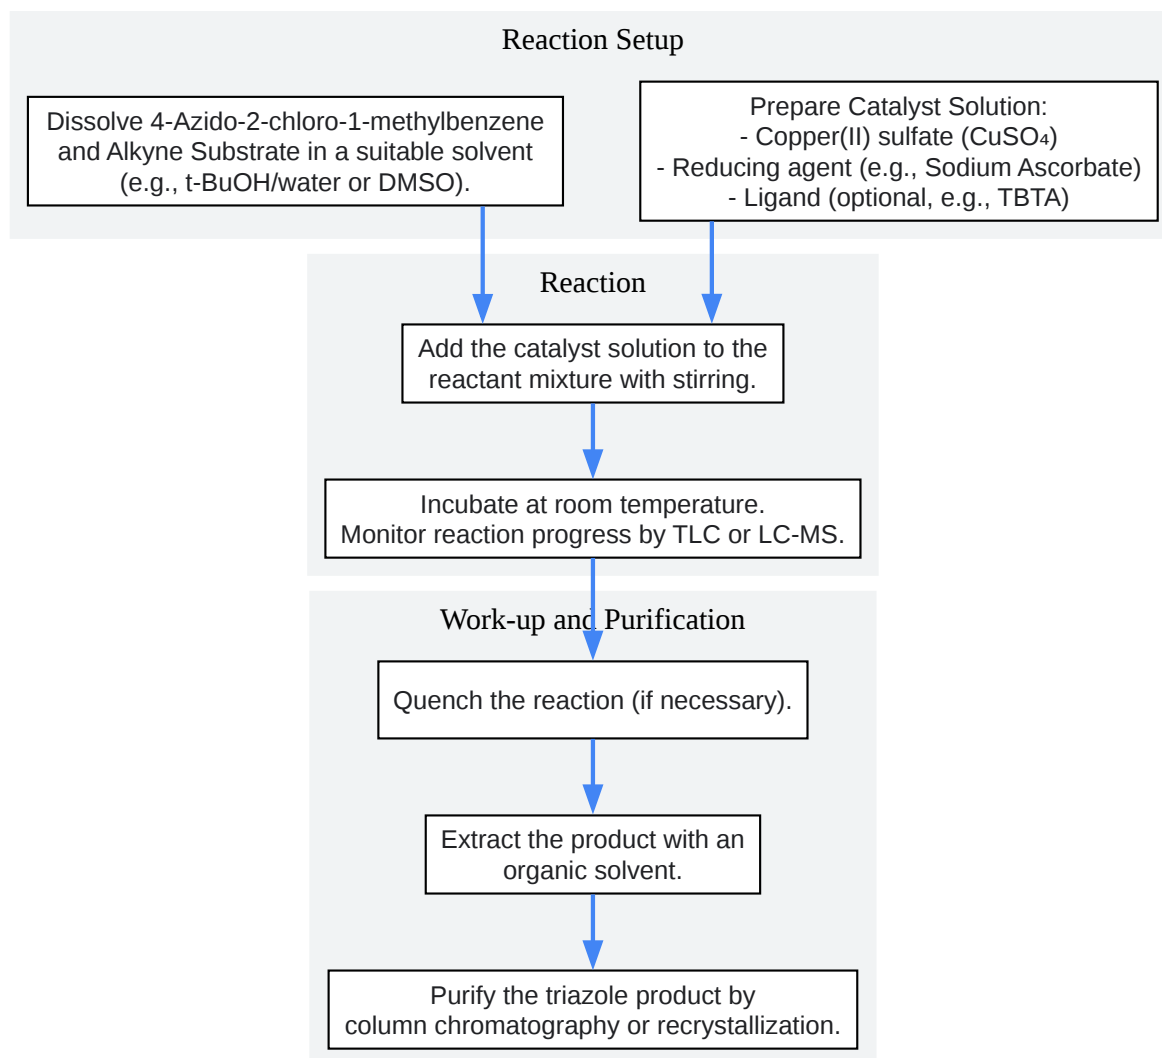 Reaction Setup
Dissolve 4-Azido-2-chloro-1-methylbenzene
and Alkyne Substrate in a suitable solvent
(e.g., t-BuOH/water or DMSO).
Prepare Catalyst Solution:
- Copper(II) sulfate (CuSO₄)
- Reducing agent (e.g., Sodium Ascorbate)
- Ligand (optional, e.g., TBTA)
Reaction
Add the catalyst solution to the
reactant mixture with stirring.
Incubate at room temperature.
Monitor reaction progress by TLC or LC-MS.
Work-up and Purification
Quench the reaction (if necessary).
Extract the product with an
organic solvent.
Purify the triazole product by
column chromatography or recrystallization.